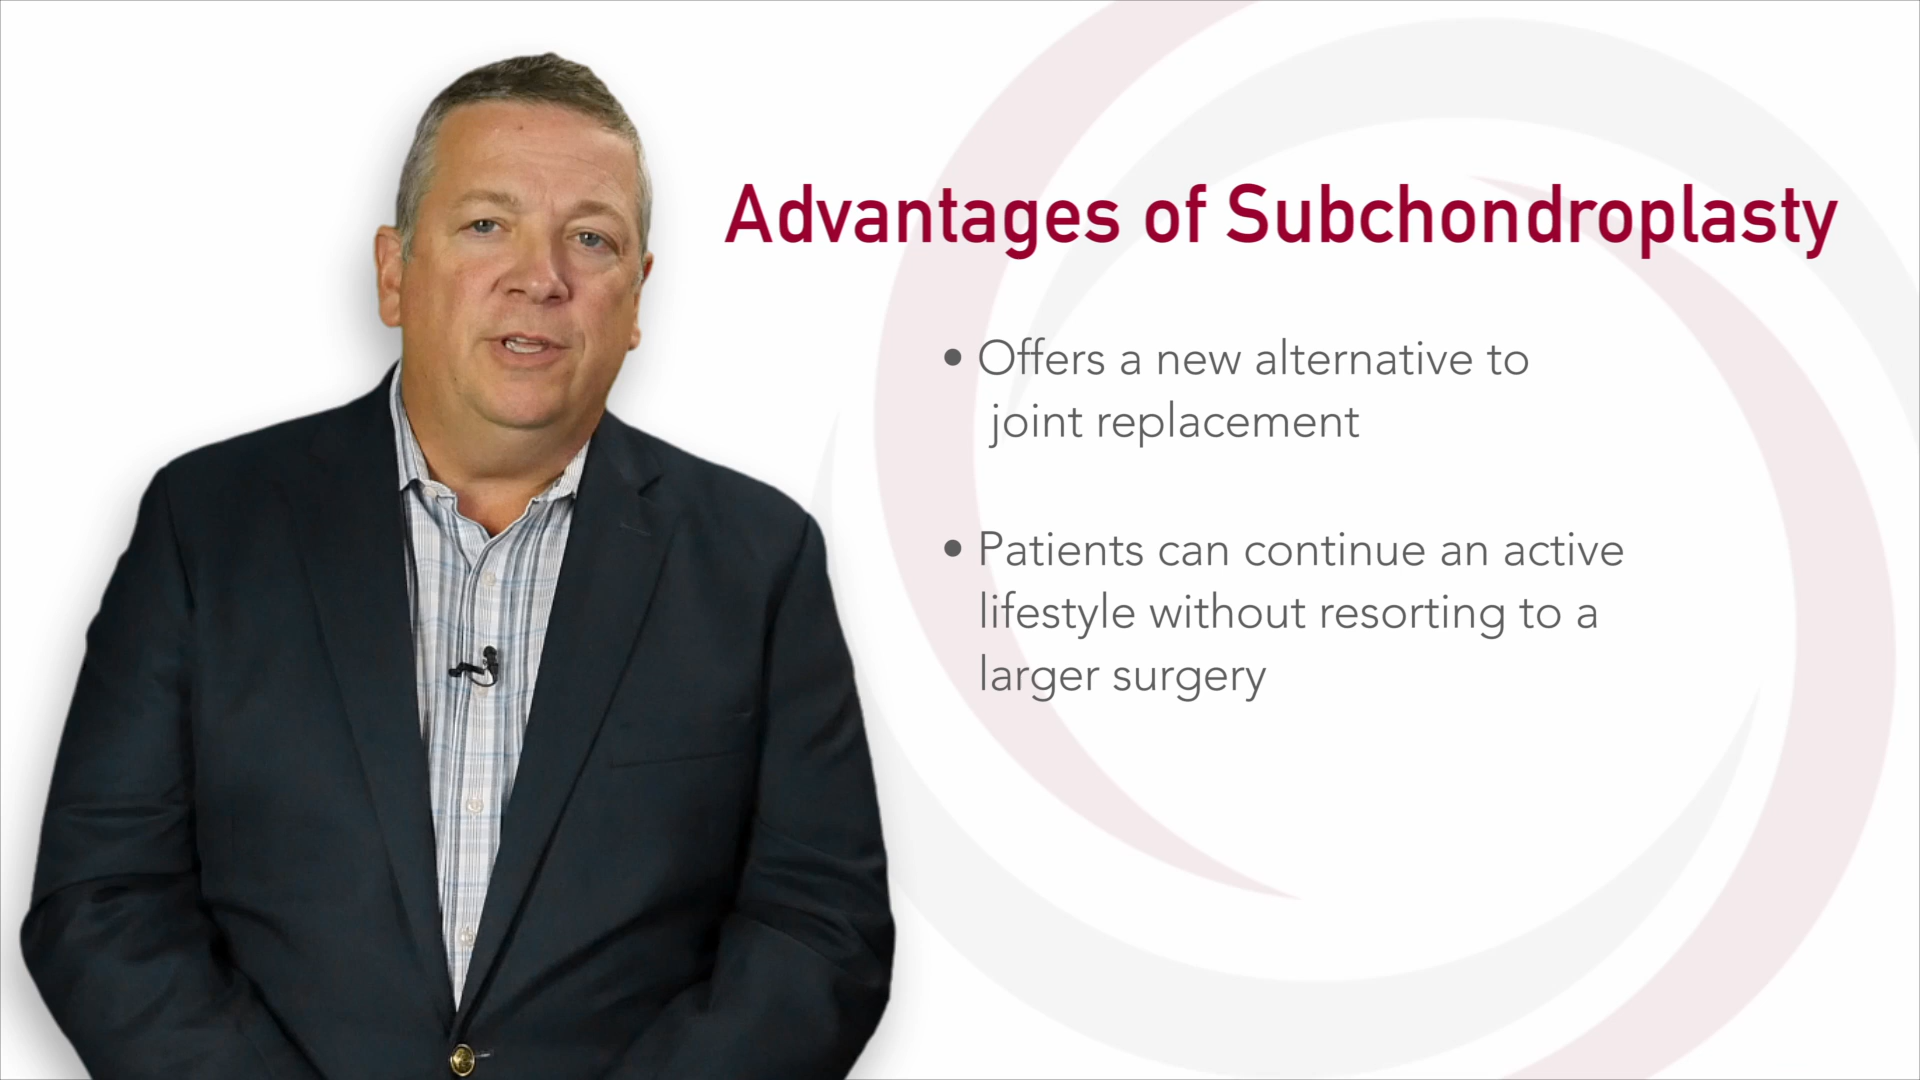 Advantages of Subchondroplasty
• Offers a new alternative to
joint replacement
• Patients can continue an active
lifestyle without resorting to a
larger surgery